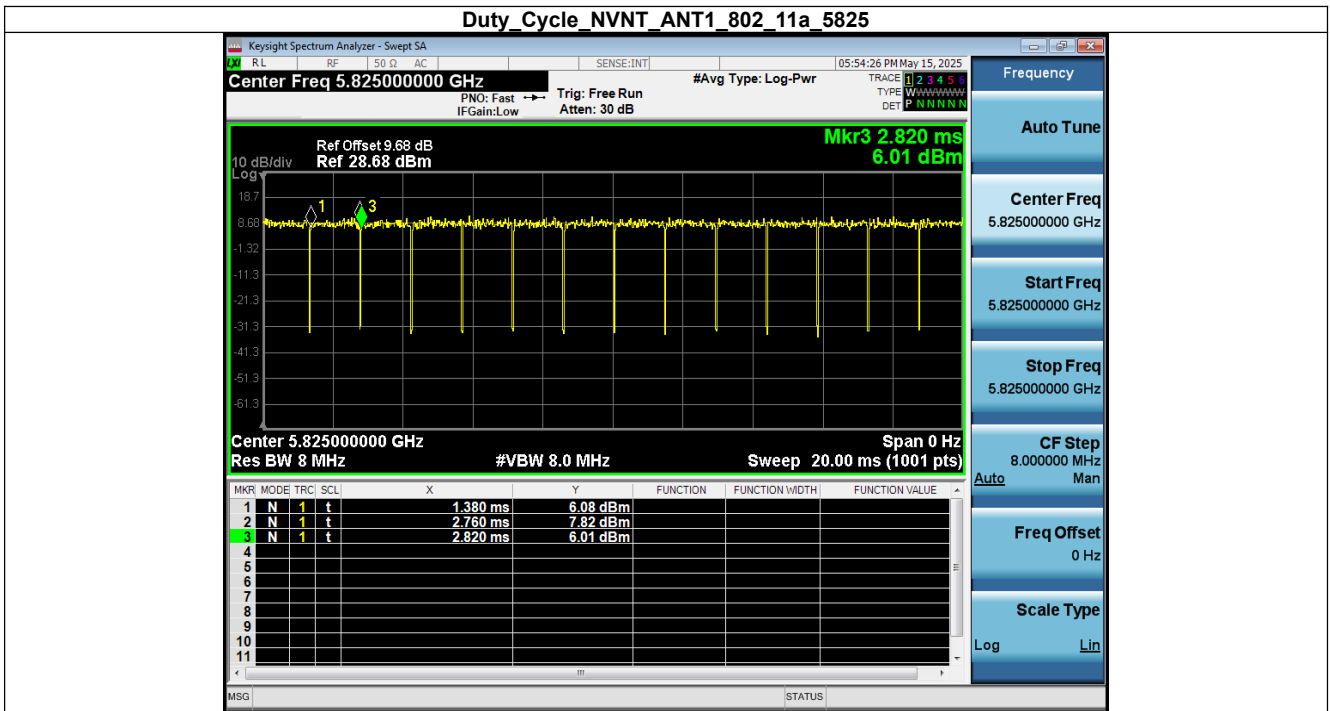 Duty_Cycle_NVNT_ANT1_802_11a_5825
Keysight Spectrum Analyzer - Swept SA
LXI RL RF 50 Ω AC SENSE:INT 05:54:26 PM May 15, 2025
Center Freq 5.825000000 GHz #Avg Type: Log-Pwr TRACE 1 2 3 4 5 6
PNO: Fast Trig: Free Run TYPE WWWWWW
IFGain:Low Atten: 30 dB DET P N N N N N
Frequency
Auto Tune
Center Freq
5.825000000 GHz
Start Freq
5.825000000 GHz
Stop Freq
5.825000000 GHz
CF Step
8.000000 MHz
Auto Man
Freq Offset
0 Hz
Scale Type
Log Lin
Mkr3 2.820 ms
6.01 dBm
Ref Offset 9.68 dB
10 dB/div Ref 28.68 dBm
Log
18.7
8.68
-1.32
-11.3
-21.3
-31.3
-41.3
-51.3
-61.3
1
3
Center 5.825000000 GHz Span 0 Hz
Res BW 8 MHz #VBW 8.0 MHz Sweep 20.00 ms (1001 pts)
MKR MODE TRC SCL X Y FUNCTION FUNCTION WIDTH FUNCTION VALUE
1 N 1 t 1.380 ms 6.08 dBm
2 N 1 t 2.760 ms 7.82 dBm
3 N 1 t 2.820 ms 6.01 dBm
4
5
6
7
8
9
10
11
MSG STATUS